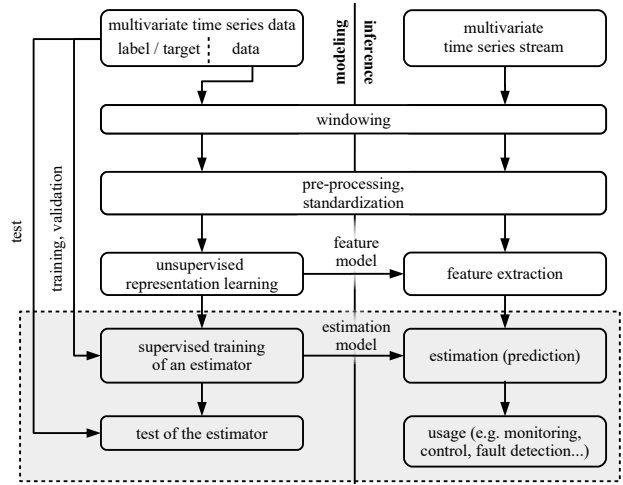 multivariate time series data
label / target
data
modeling
inference
multivariate
time series stream
windowing
pre-processing,
standardization
test
training, validation
unsupervised
representation learning
feature
model
feature extraction
supervised training
of an estimator
estimation
model
estimation (prediction)
test of the estimator
usage (e.g. monitoring,
control, fault detection...)